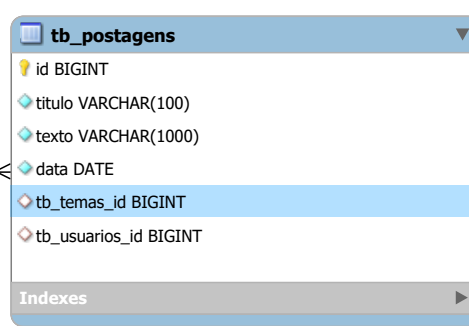 tb_postagens
id BIGINT
titulo VARCHAR(100)
texto VARCHAR(1000)
data DATE
tb_temas_id BIGINT
tb_usuarios_id BIGINT
Indexes